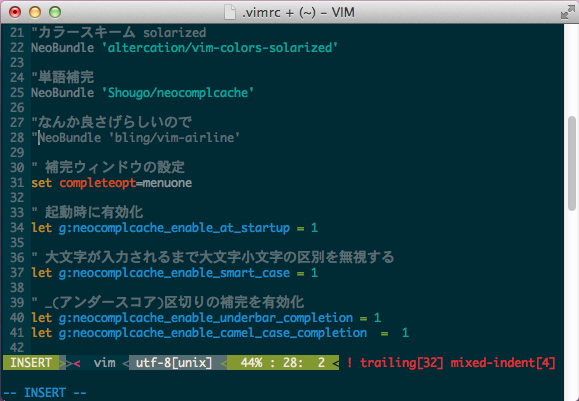 .vimrc + (~) – VIM
21 "カラースキーム solarized
22 NeoBundle 'altercation/vim-colors-solarized'
23
24 "単語補完
25 NeoBundle 'Shougo/neocomplcache'
26
27 "なんか良さげらしいので
28 "NeoBundle 'bling/vim-airline'
29
30 " 補完ウィンドウの設定
31 set completeopt=menuone
32
33 " 起動時に有効化
34 let g:neocomplcache_enable_at_startup = 1
35
36 " 大文字が入力されるまで大文字小文字の区別を無視する
37 let g:neocomplcache_enable_smart_case = 1
38
39 " _(アンダースコア)区切りの補完を有効化
40 let g:neocomplcache_enable_underbar_completion = 1
41 let g:neocomplcache_enable_camel_case_completion  =  1
42
INSERT >>< vim < utf-8[unix] < 44% : 28:  2 < ! trailing[32] mixed-indent[4]
-- INSERT --